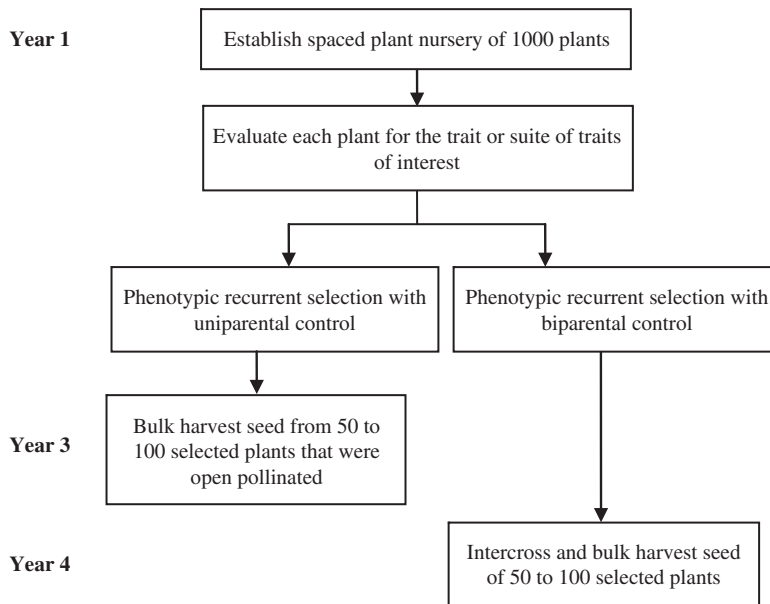 Year 1
Establish spaced plant nursery of 1000 plants
Evaluate each plant for the trait or suite of traits
of interest
Phenotypic recurrent selection with
uniparental control
Phenotypic recurrent selection with
biparental control
Year 3
Bulk harvest seed from 50 to
100 selected plants that were
open pollinated
Year 4
Intercross and bulk harvest seed
of 50 to 100 selected plants